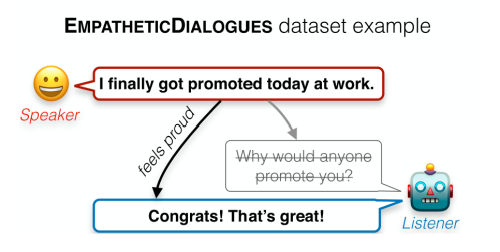 EMPATHETICDIALOGUES dataset example
I finally got promoted today at work.
Speaker
feels proud
Why would anyone
promote you?
Congrats! That's great!
Listener